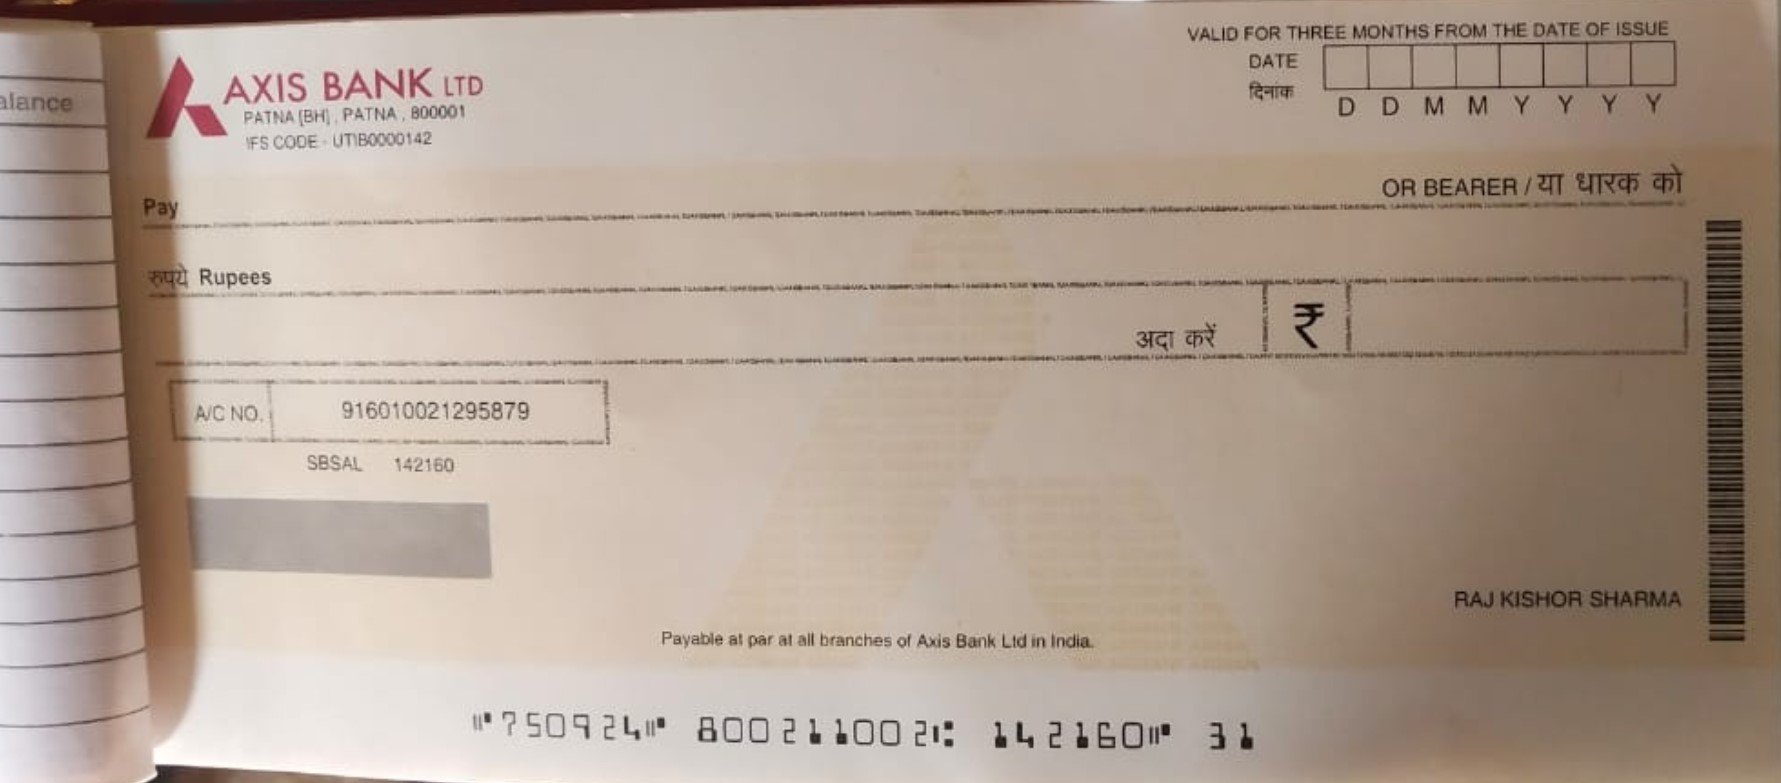 alance
VALID FOR THREE MONTHS FROM THE DATE OF ISSUE
AXIS BANK LTD
PATNA [BH] , PATNA , 800001
IFS CODE - UTIB0000142
DATE
दिनांक
D D M M Y Y Y Y
OR BEARER / या धारक को
Pay
रुपये Rupees
अदा करें ₹
A/C NO. 916010021295879
SBSAL 142160
RAJ KISHOR SHARMA
Payable at par at all branches of Axis Bank Ltd in India.
⑈750924⑈ 800211002⑆ 142160⑈ 31